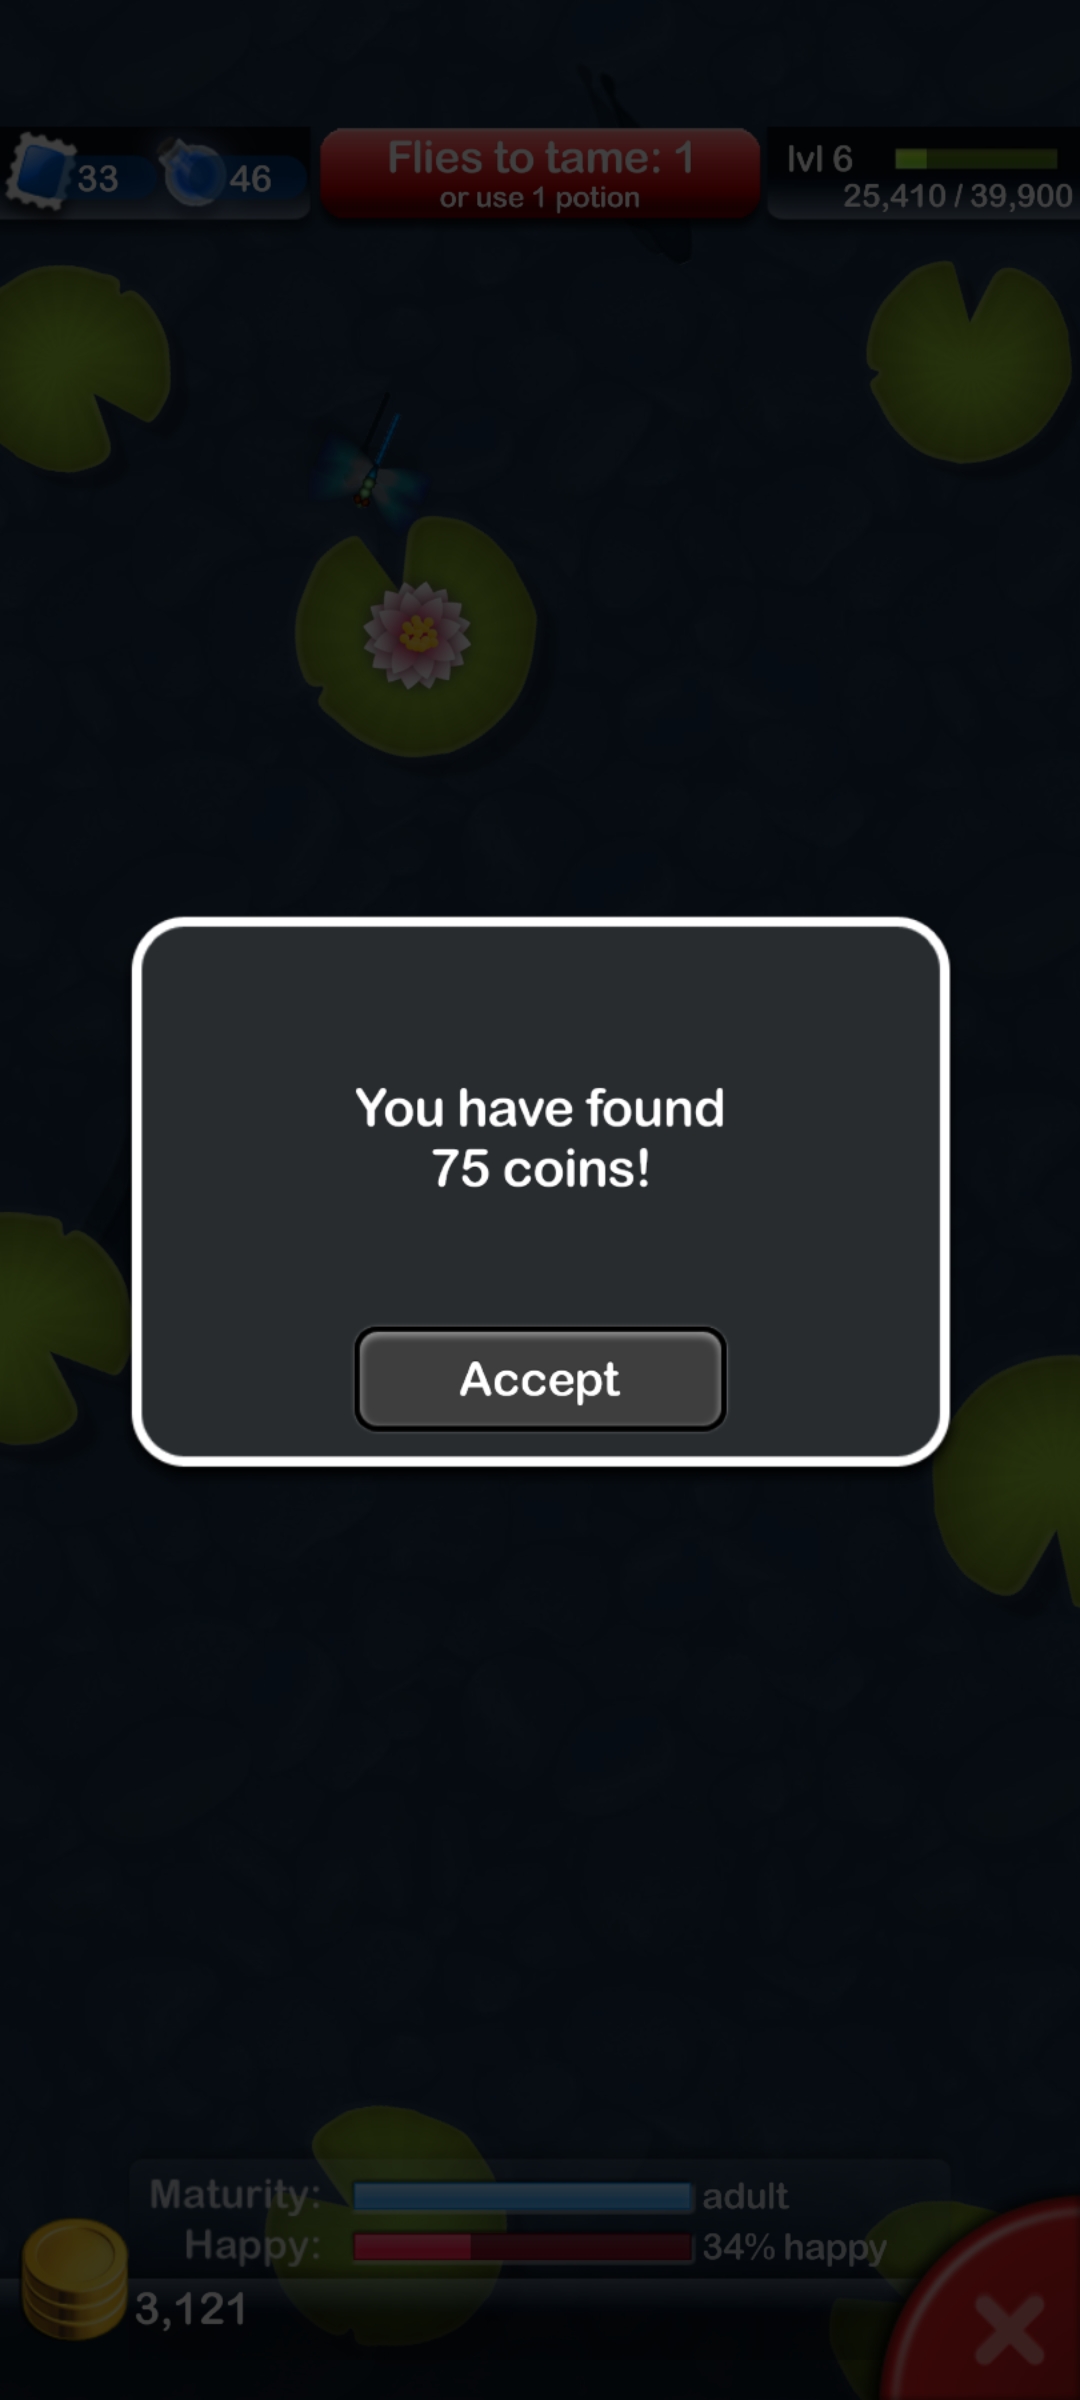 33
46
Flies to tame: 1
or use 1 potion
lvl 6
25,410 / 39,900
You have found
75 coins!
Accept
Maturity: adult
Happy: 34% happy
3,121